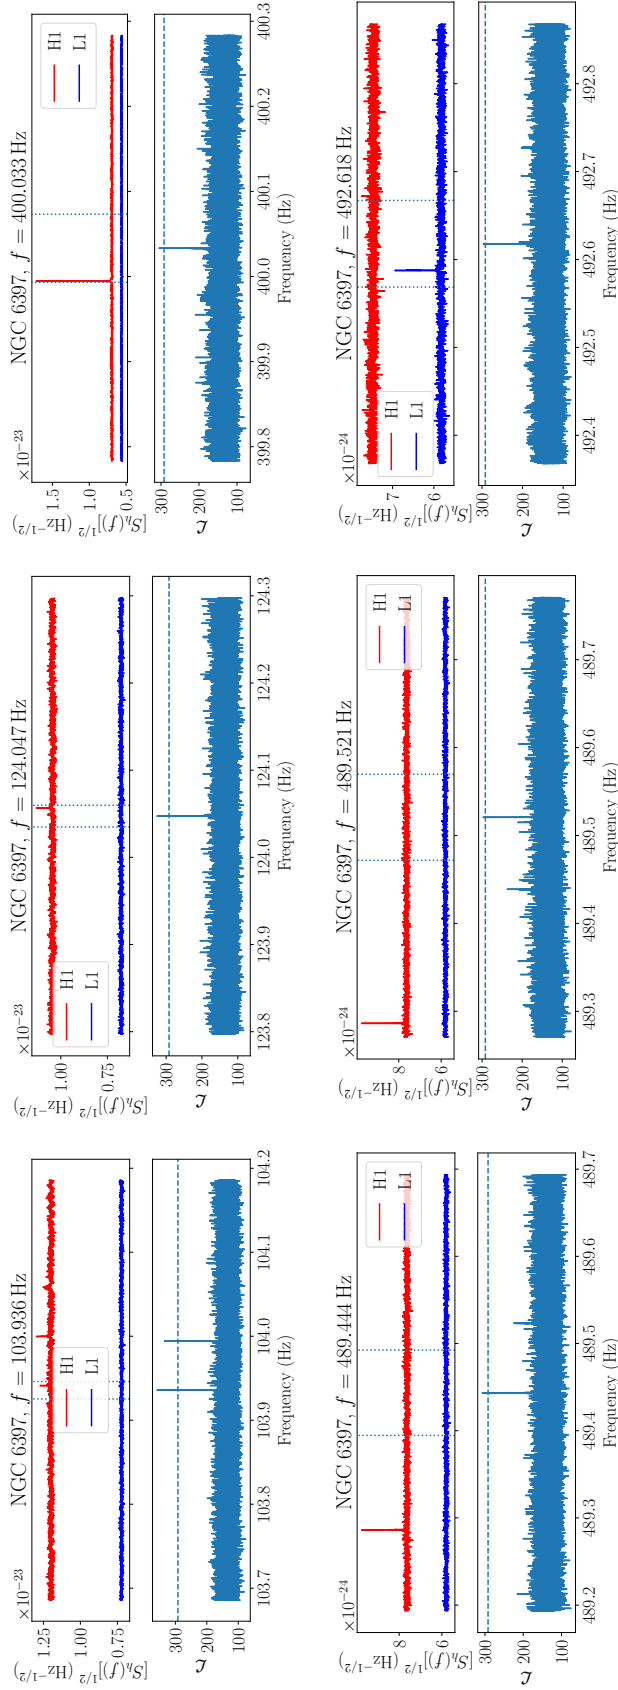 NGC 6397, f = 103.936 Hz
×10⁻²³
[Sₕ(f)]^{1/2} (Hz^{−1/2})
1.25
1.00
0.75
H1
L1
ℒ
300
200
100
103.7 103.8 103.9 104.0 104.1 104.2
Frequency (Hz)
NGC 6397, f = 124.047 Hz
×10⁻²³
[Sₕ(f)]^{1/2} (Hz^{−1/2})
1.00
0.75
H1
L1
ℒ
300
200
100
123.8 123.9 124.0 124.1 124.2 124.3
Frequency (Hz)
NGC 6397, f = 400.033 Hz
×10⁻²³
[Sₕ(f)]^{1/2} (Hz^{−1/2})
1.5
1.0
0.5
H1
L1
ℒ
300
200
100
399.8 399.9 400.0 400.1 400.2 400.3
Frequency (Hz)
NGC 6397, f = 489.444 Hz
×10⁻²⁴
[Sₕ(f)]^{1/2} (Hz^{−1/2})
8
6
H1
L1
ℒ
300
200
100
489.2 489.3 489.4 489.5 489.6 489.7
Frequency (Hz)
NGC 6397, f = 489.521 Hz
×10⁻²⁴
[Sₕ(f)]^{1/2} (Hz^{−1/2})
8
6
H1
L1
ℒ
300
200
100
489.3 489.4 489.5 489.6 489.7
Frequency (Hz)
NGC 6397, f = 492.618 Hz
×10⁻²⁴
[Sₕ(f)]^{1/2} (Hz^{−1/2})
7
6
H1
L1
ℒ
300
200
100
492.4 492.5 492.6 492.7 492.8
Frequency (Hz)